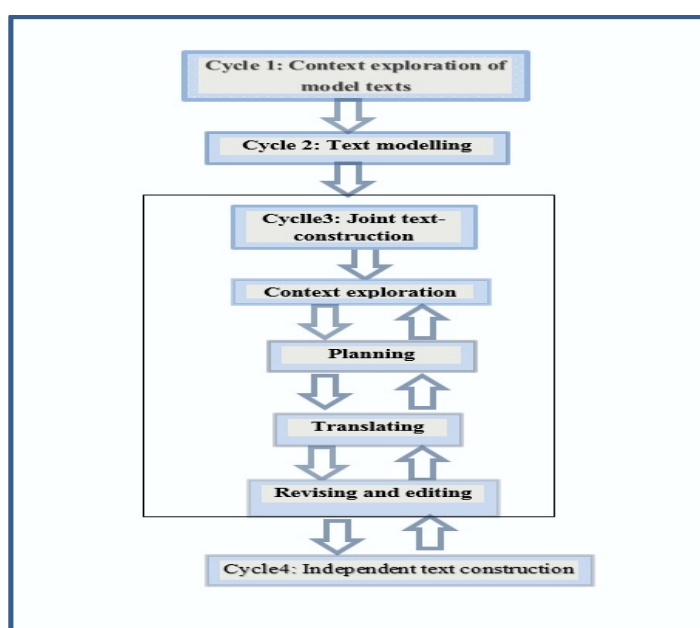 Cycle 1: Context exploration of
model texts
Cycle 2: Text modelling
Cyclle3: Joint text-
construction
Context exploration
Planning
Translating
Revising and editing
Cycle4: Independent text construction